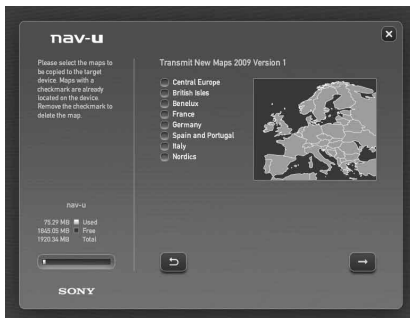 nav-u
Please select the maps to
be copied to the target
device. Maps with a
checkmark are already
located on the device.
Remove the checkmark to
delete the map.
Transmit New Maps 2009 Version 1
Central Europe
British Isles
Benelux
France
Germany
Spain and Portugal
Italy
Nordics
nav-u
75.29 MB Used
1845.05 MB Free
1920.34 MB Total
SONY